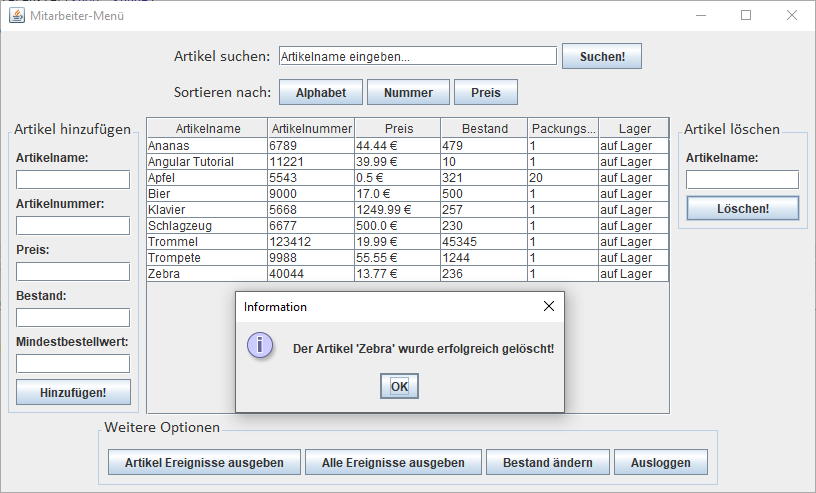 Mitarbeiter-Menü
Artikel suchen: Artikelname eingeben... Suchen!
Sortieren nach: Alphabet Nummer Preis
Artikel hinzufügen
Artikelname:
Artikelnummer:
Preis:
Bestand:
Mindestbestellwert:
Hinzufügen!
Artikelname Artikelnummer Preis Bestand Packungs... Lager
Ananas 6789 44.44 € 479 1 auf Lager
Angular Tutorial 11221 39.99 € 10 1 auf Lager
Apfel 5543 0.5 € 321 20 auf Lager
Bier 9000 17.0 € 500 1 auf Lager
Klavier 5668 1249.99 € 257 1 auf Lager
Schlagzeug 6677 500.0 € 230 1 auf Lager
Trommel 123412 19.99 € 45345 1 auf Lager
Trompete 9988 55.55 € 1244 1 auf Lager
Zebra 40044 13.77 € 236 1 auf Lager
Artikel löschen
Artikelname:
Löschen!
Information
Der Artikel 'Zebra' wurde erfolgreich gelöscht!
OK
Weitere Optionen
Artikel Ereignisse ausgeben Alle Ereignisse ausgeben Bestand ändern Ausloggen